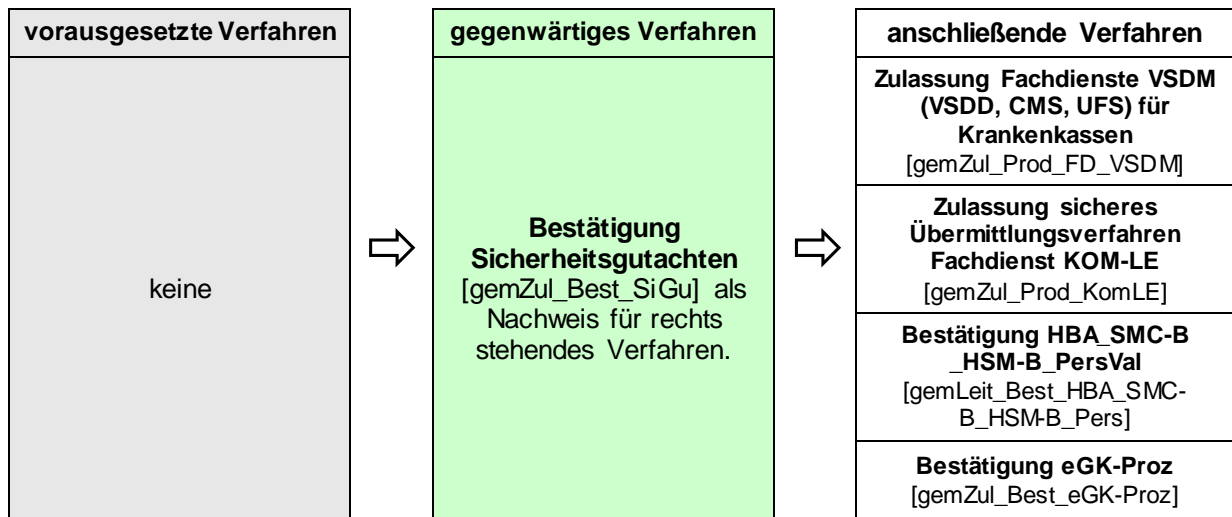 vorausgesetzte Verfahren
keine
gegenwärtiges Verfahren
Bestätigung
Sicherheitsgutachten
[gemZul_Best_SiGu] als
Nachweis für rechts
stehendes Verfahren.
anschließende Verfahren
Zulassung Fachdienste VSDM
(VSDD, CMS, UFS) für
Krankenkassen
[gemZul_Prod_FD_VSDM]
Zulassung sicheres
Übermittlungsverfahren
Fachdienst KOM-LE
[gemZul_Prod_KomLE]
Bestätigung HBA_SMC-B
_HSM-B_PersVal
[gemLeit_Best_HBA_SMC-
B_HSM-B_Pers]
Bestätigung eGK-Proz
[gemZul_Best_eGK-Proz]